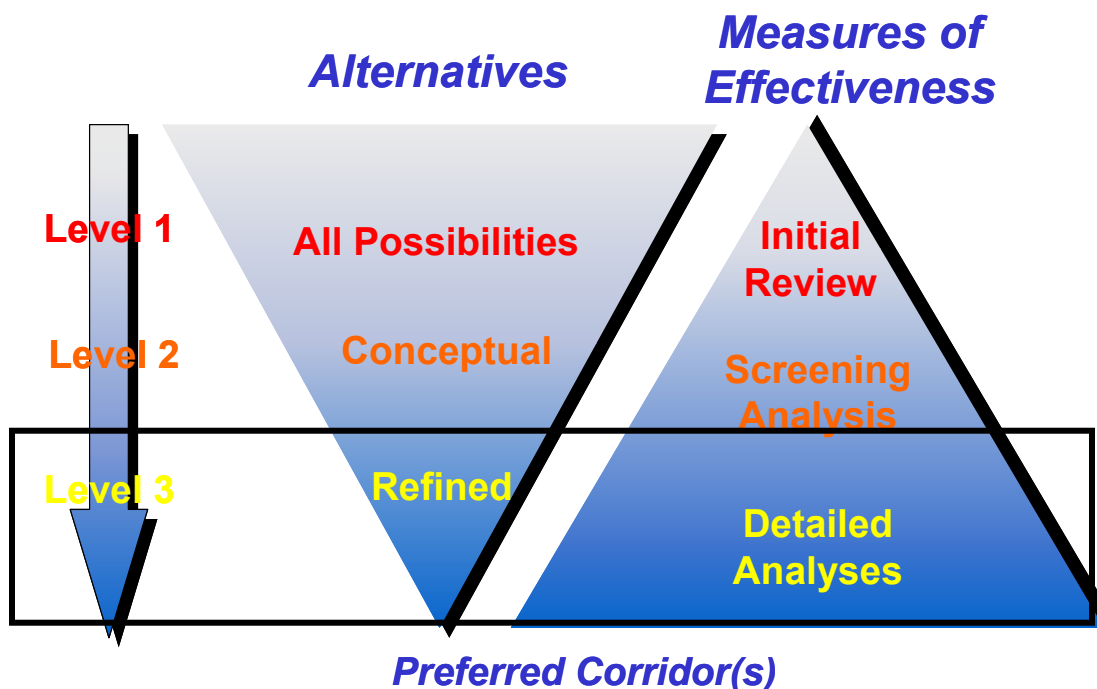 Alternatives
Measures of
Effectiveness
Level 1
All Possibilities
Initial
Review
Level 2
Conceptual
Screening
Analysis
Level 3
Refined
Detailed
Analyses
Preferred Corridor(s)